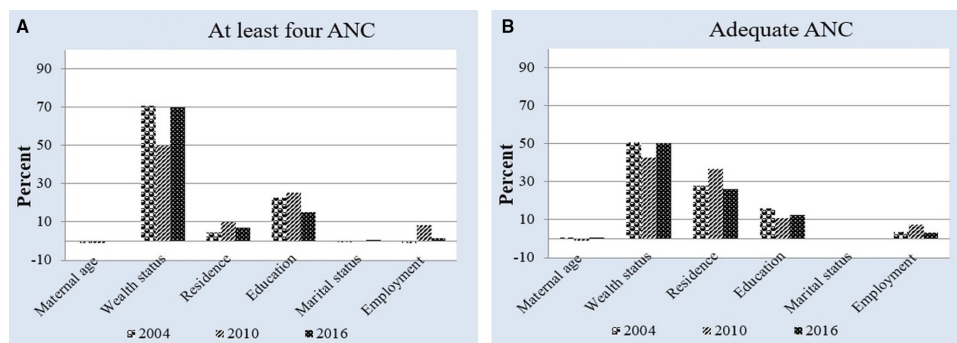 A
At least four ANC
Percent
90
70
50
30
10
-10
Maternal age
Wealth status
Residence
Education
Marital status
Employment
2004 2010 2016
B
Adequate ANC
Percent
90
70
50
30
10
-10
Maternal age
Wealth status
Residence
Education
Marital status
Employment
2004 2010 2016